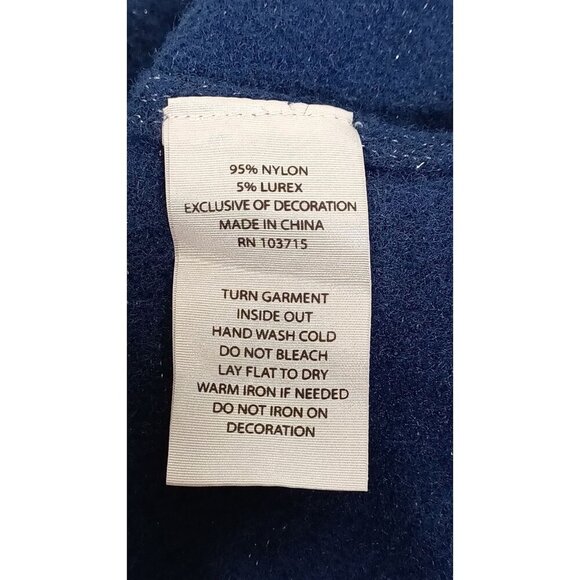 95% NYLON
5% LUREX
EXCLUSIVE OF DECORATION
MADE IN CHINA
RN 103715
TURN GARMENT
INSIDE OUT
HAND WASH COLD
DO NOT BLEACH
LAY FLAT TO DRY
WARM IRON IF NEEDED
DO NOT IRON ON
DECORATION